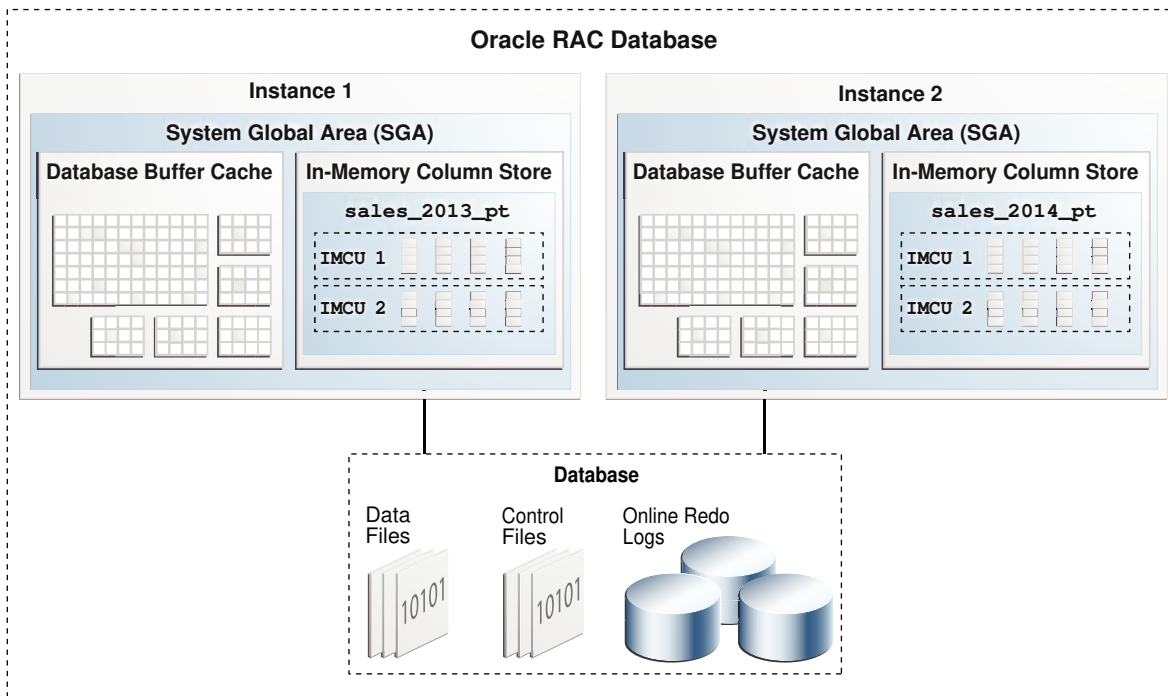 Oracle RAC Database
Instance 1
System Global Area (SGA)
Database Buffer Cache
In-Memory Column Store
sales_2013_pt
IMCU 1
IMCU 2
Instance 2
System Global Area (SGA)
Database Buffer Cache
In-Memory Column Store
sales_2014_pt
IMCU 1
IMCU 2
Database
Data
Files
10101
Control
Files
10101
Online Redo
Logs